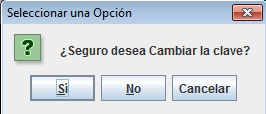 Seleccionar una Opción
¿Seguro desea Cambiar la clave?
Sí No Cancelar